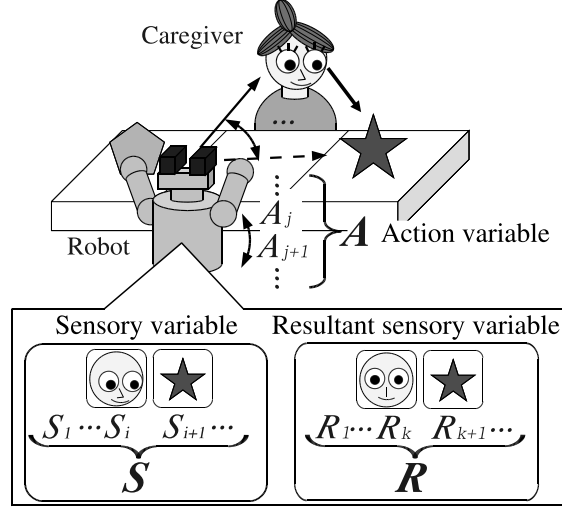 Caregiver
...
⋮
A_j
A_{j+1}
⋮
A Action variable
Robot
Sensory variable Resultant sensory variable
S_1 ... S_i S_{i+1} ... R_1 ... R_k R_{k+1} ...
S R